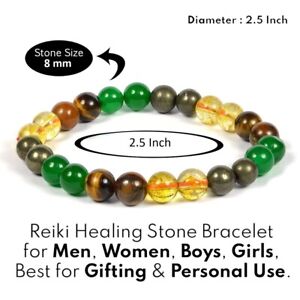 Diameter : 2.5 Inch
Stone Size
8 mm
2.5 Inch
Reiki Healing Stone Bracelet
for Men, Women, Boys, Girls,
Best for Gifting & Personal Use.